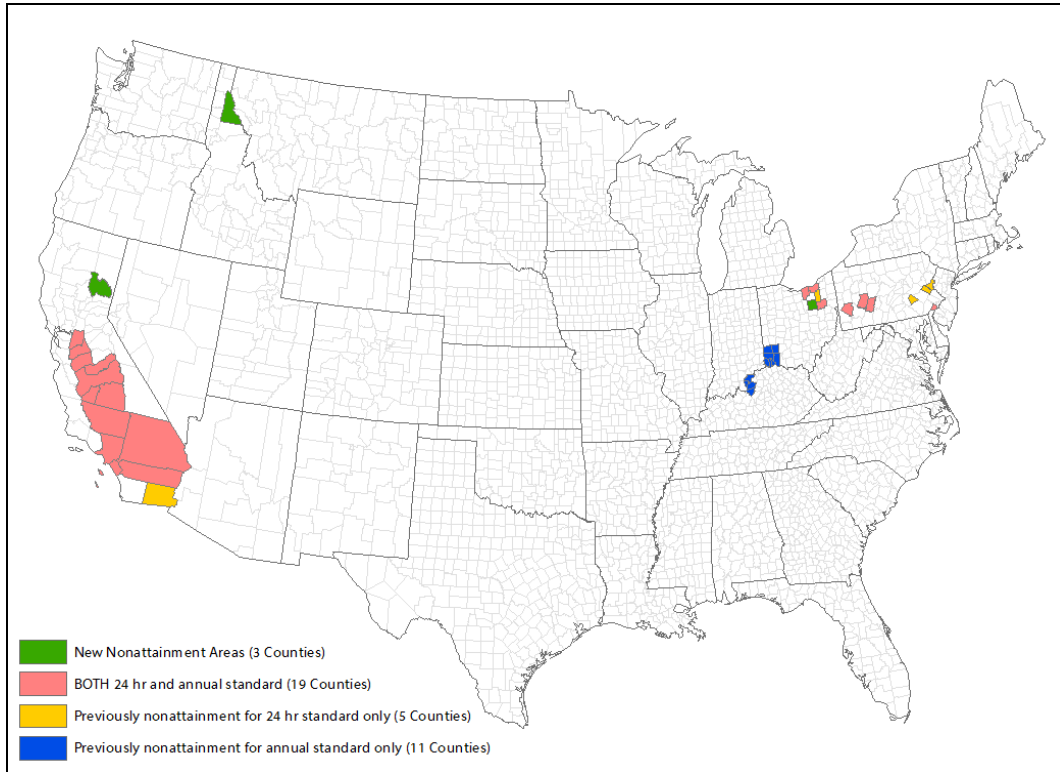 New Nonattainment Areas (3 Counties)
BOTH 24 hr and annual standard (19 Counties)
Previously nonattainment for 24 hr standard only (5 Counties)
Previously nonattainment for annual standard only (11 Counties)